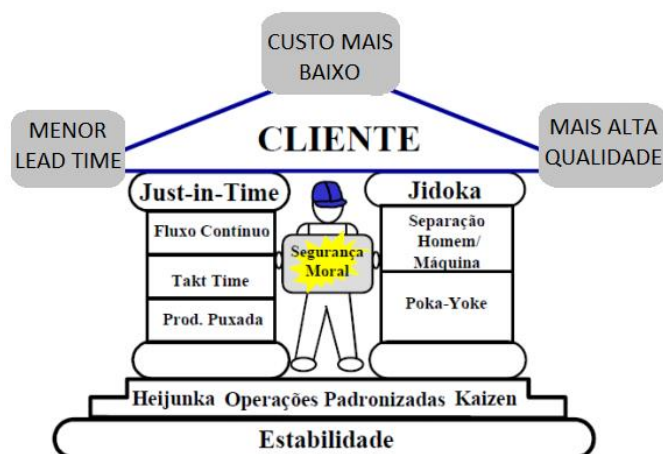 CUSTO MAIS
BAIXO
MENOR
LEAD TIME
CLIENTE
MAIS ALTA
QUALIDADE
Just-in-Time
Fluxo Contínuo
Takt Time
Prod. Puxada
Segurança
Moral
Jidoka
Separação
Homem/
Máquina
Poka-Yoke
Heijunka Operações Padronizadas Kaizen
Estabilidade